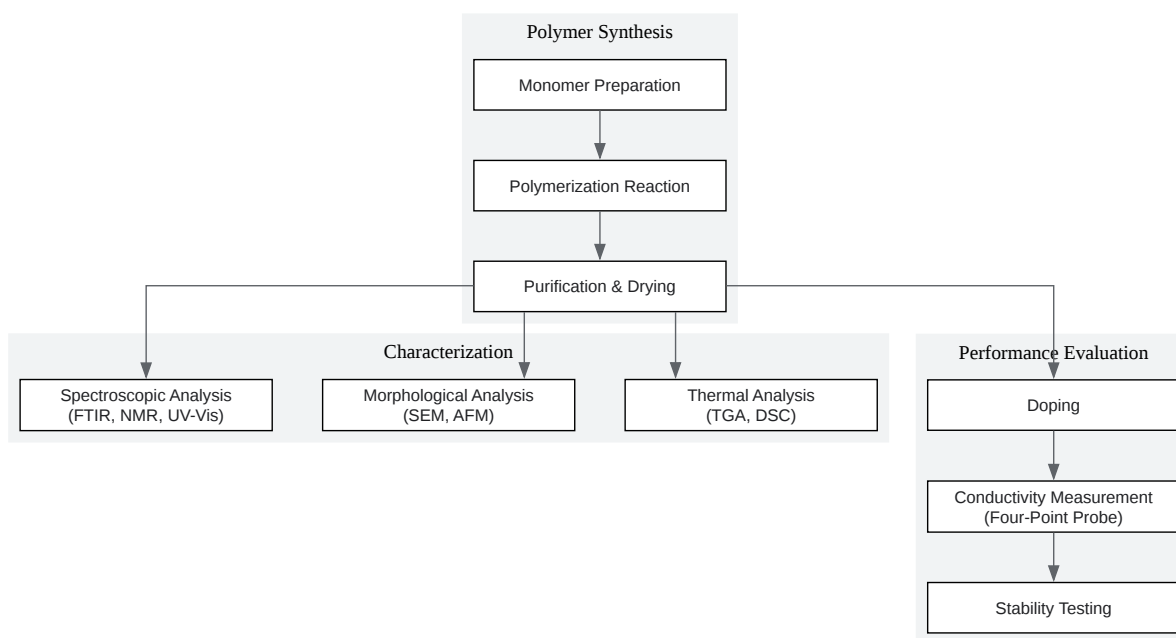 Polymer Synthesis
Monomer Preparation
Polymerization Reaction
Purification & Drying
Characterization
Performance Evaluation
Spectroscopic Analysis
(FTIR, NMR, UV-Vis)
Morphological Analysis
(SEM, AFM)
Thermal Analysis
(TGA, DSC)
Doping
Conductivity Measurement
(Four-Point Probe)
Stability Testing